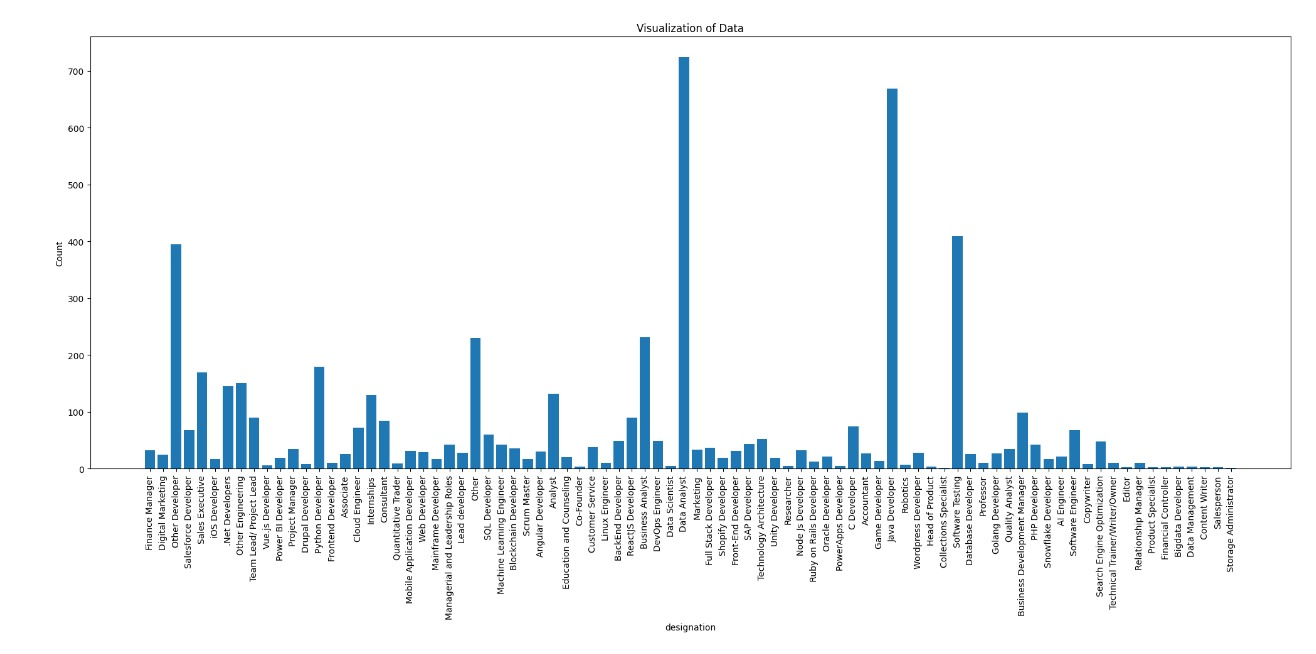 Visualization of Data
700
600
500
400
300
200
100
0
Count
Finance Manager
Digital Marketing
Other Developer
Salesforce Developer
Sales Executive
iOS Developer
.Net Developers
Other Engineering
Team Lead/ Project Lead
Vue.js Developer
Power BI Developer
Project Manager
Drupal Developer
Python Developer
Frontend Developer
Associate
Cloud Engineer
Internships
Consultant
Quantitative Trader
Mobile Application Developer
Web Developer
Mainframe Developer
Managerial and Leadership Roles
Lead developer
Other
SQL Developer
Machine Learning Engineer
Blockchain Developer
Scrum Master
Angular Developer
Analyst
Education and Counseling
Co-Founder
Customer Service
Linux Engineer
BackEnd Developer
ReactJS Developer
Business Analyst
DevOps Engineer
Data Scientist
Data Analyst
Marketing
Full Stack Developer
Shopify Developer
Front-End Developer
SAP Developer
Technology Architecture
Unity Developer
Researcher
Node Js Developer
Ruby on Rails Developer
Oracle Developer
PowerApps Developer
C Developer
Accountant
Game Developer
Java Developer
Robotics
Wordpress Developer
Head of Product
Collections Specialist
Software Testing
Database Developer
Professor
Golang Developer
Quality Analyst
Business Development Manager
PHP Developer
Snowflake Developer
AI Engineer
Software Engineer
Copywriter
Search Engine Optimization
Technical Trainer/Writer/Owner
Editor
Relationship Manager
Product Specialist
Financial Controller
Bigdata Developer
Data Management
Content Writer
Salesperson
Storage Administrator
designation